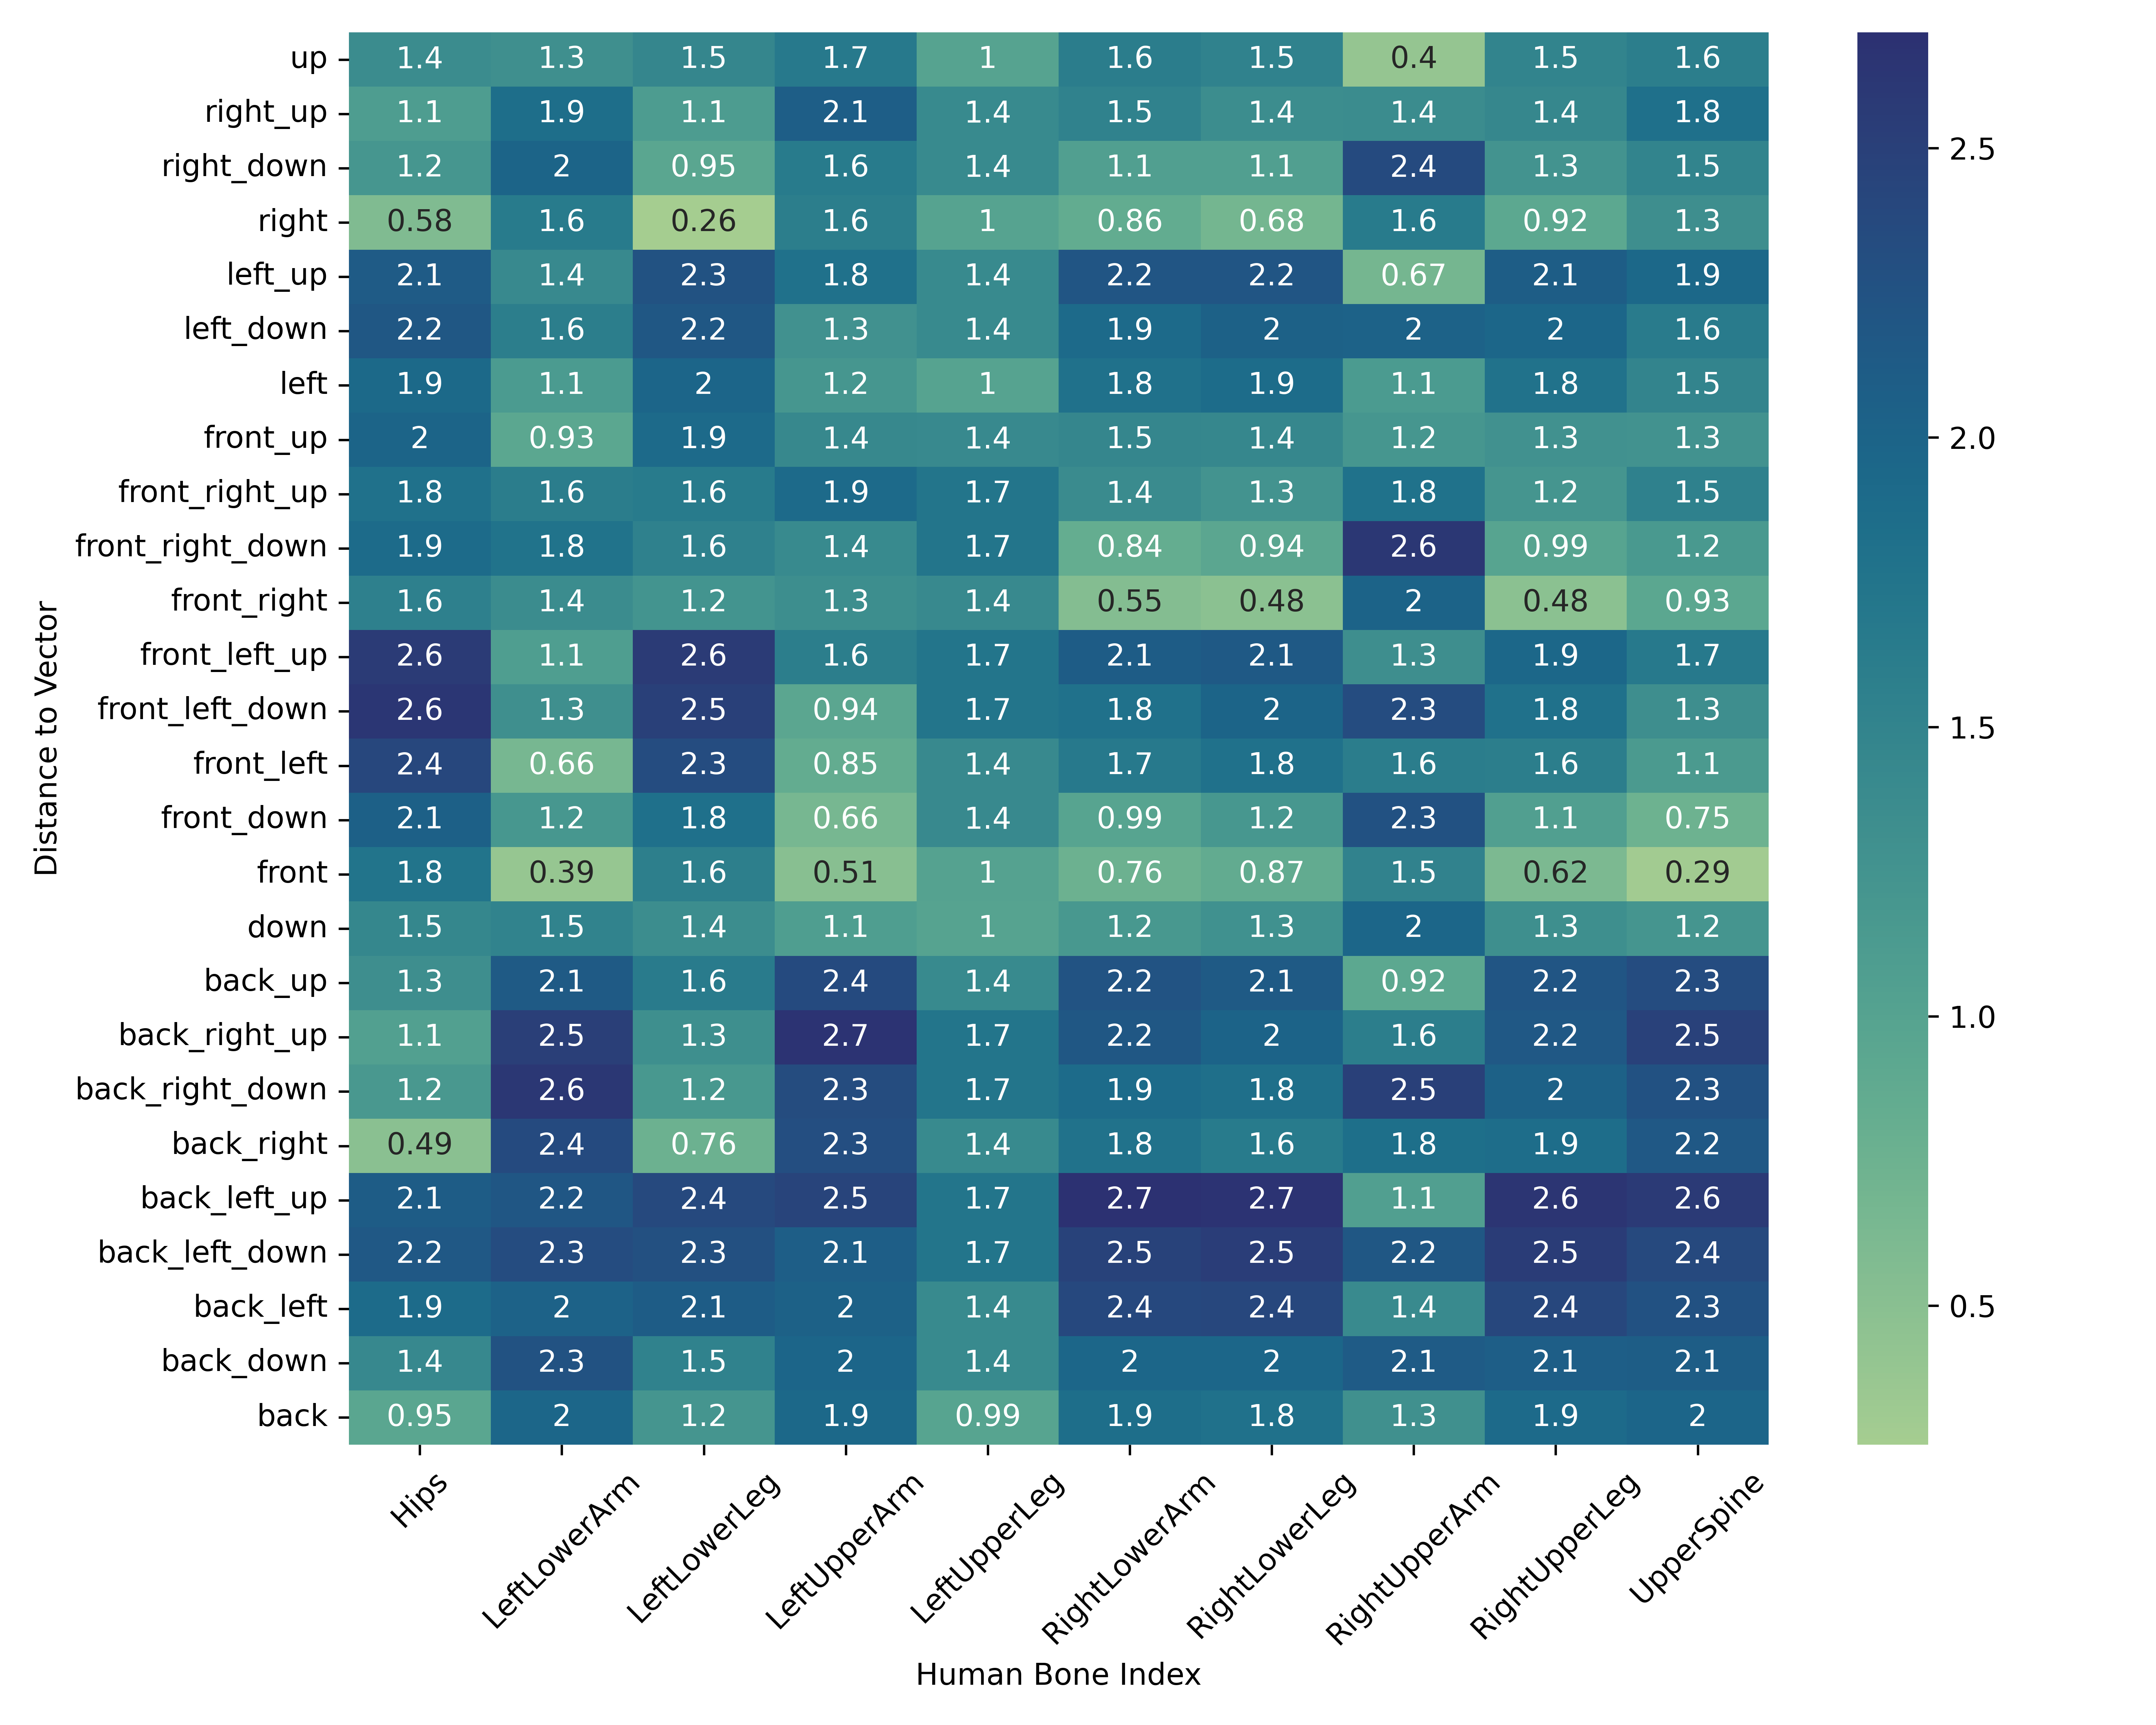 up 1.4 1.3 1.5 1.7 1 1.6 1.5 0.4 1.5 1.6
right_up 1.1 1.9 1.1 2.1 1.4 1.5 1.4 1.4 1.4 1.8
right_down 1.2 2 0.95 1.6 1.4 1.1 1.1 2.4 1.3 1.5
right 0.58 1.6 0.26 1.6 1 0.86 0.68 1.6 0.92 1.3
left_up 2.1 1.4 2.3 1.8 1.4 2.2 2.2 0.67 2.1 1.9
left_down 2.2 1.6 2.2 1.3 1.4 1.9 2 2 2 1.6
left 1.9 1.1 2 1.2 1 1.8 1.9 1.1 1.8 1.5
front_up 2 0.93 1.9 1.4 1.4 1.5 1.4 1.2 1.3 1.3
front_right_up 1.8 1.6 1.6 1.9 1.7 1.4 1.3 1.8 1.2 1.5
front_right_down 1.9 1.8 1.6 1.4 1.7 0.84 0.94 2.6 0.99 1.2
front_right 1.6 1.4 1.2 1.3 1.4 0.55 0.48 2 0.48 0.93
front_left_up 2.6 1.1 2.6 1.6 1.7 2.1 2.1 1.3 1.9 1.7
front_left_down 2.6 1.3 2.5 0.94 1.7 1.8 2 2.3 1.8 1.3
front_left 2.4 0.66 2.3 0.85 1.4 1.7 1.8 1.6 1.6 1.1
front_down 2.1 1.2 1.8 0.66 1.4 0.99 1.2 2.3 1.1 0.75
front 1.8 0.39 1.6 0.51 1 0.76 0.87 1.5 0.62 0.29
down 1.5 1.5 1.4 1.1 1 1.2 1.3 2 1.3 1.2
back_up 1.3 2.1 1.6 2.4 1.4 2.2 2.1 0.92 2.2 2.3
back_right_up 1.1 2.5 1.3 2.7 1.7 2.2 2 1.6 2.2 2.5
back_right_down 1.2 2.6 1.2 2.3 1.7 1.9 1.8 2.5 2 2.3
back_right 0.49 2.4 0.76 2.3 1.4 1.8 1.6 1.8 1.9 2.2
back_left_up 2.1 2.2 2.4 2.5 1.7 2.7 2.7 1.1 2.6 2.6
back_left_down 2.2 2.3 2.3 2.1 1.7 2.5 2.5 2.2 2.5 2.4
back_left 1.9 2 2.1 2 1.4 2.4 2.4 1.4 2.4 2.3
back_down 1.4 2.3 1.5 2 1.4 2 2 2.1 2.1 2.1
back 0.95 2 1.2 1.9 0.99 1.9 1.8 1.3 1.9 2
Distance to Vector
Hips LeftLowerArm LeftLowerLeg LeftUpperArm LeftUpperLeg RightLowerArm RightLowerLeg RightUpperArm RightUpperLeg UpperSpine
Human Bone Index
2.5
2.0
1.5
1.0
0.5